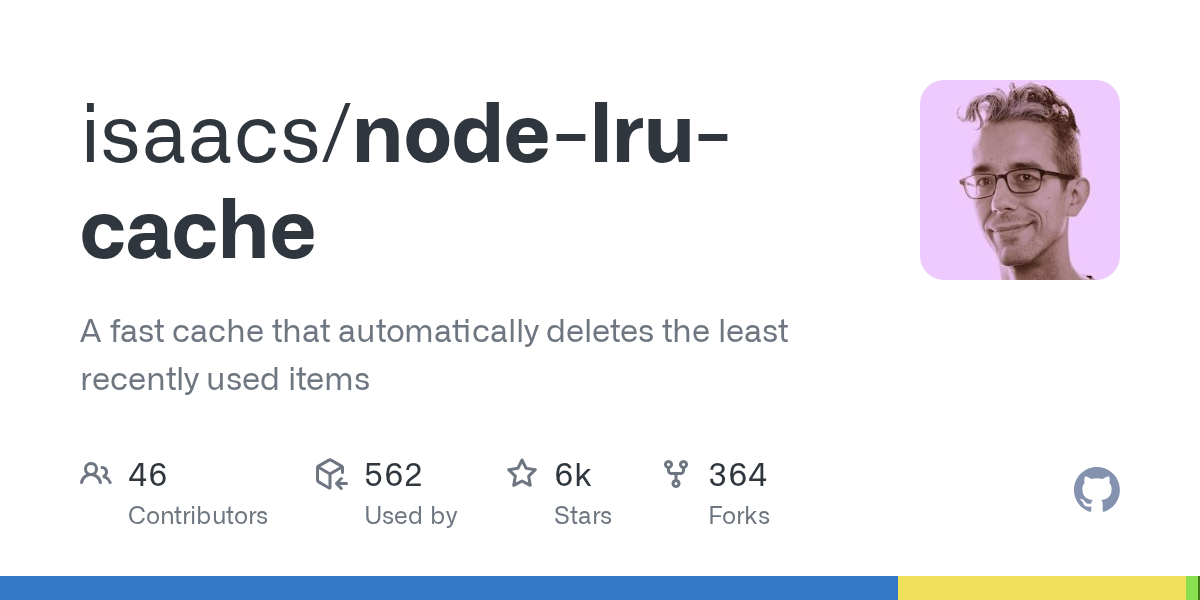 isaacs/node-lru-
cache
A fast cache that automatically deletes the least
recently used items
46
Contributors
562
Used by
6k
Stars
364
Forks